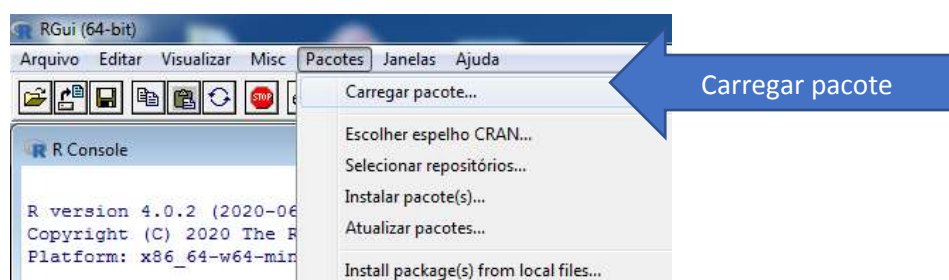 RGui (64-bit)
Arquivo Editar Visualizar Misc Pacotes Janelas Ajuda
STOP
Carregar pacote...
Carregar pacote
Escolher espelho CRAN...
Selecionar repositórios...
Instalar pacote(s)...
Atualizar pacotes...
Install package(s) from local files...
R Console
R version 4.0.2 (2020-06
Copyright (C) 2020 The R
Platform: x86_64-w64-min